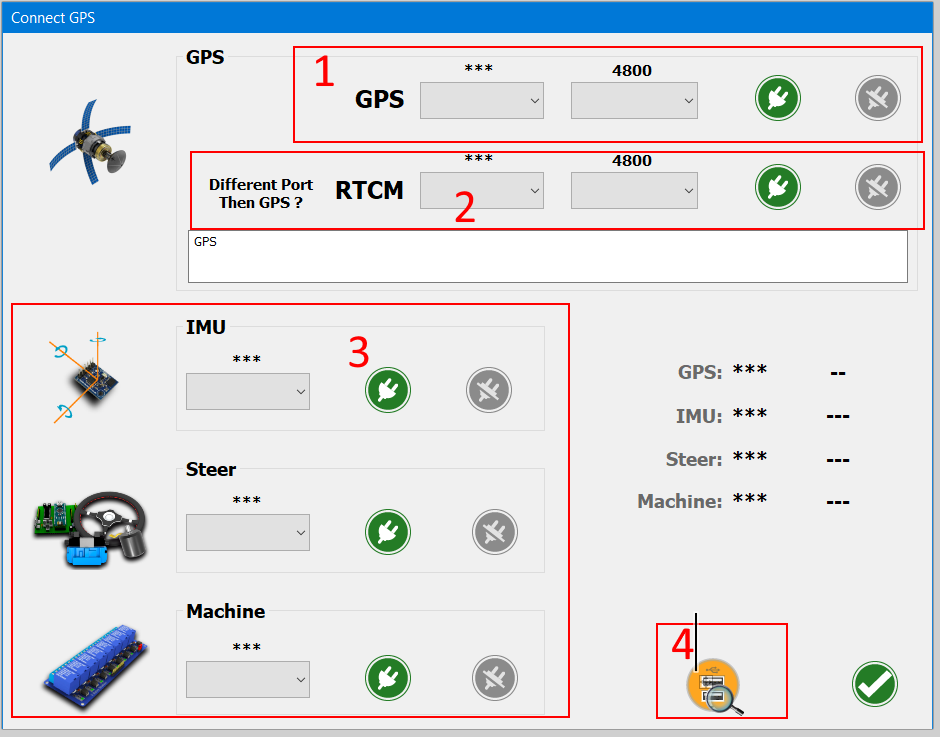 Connect GPS
GPS
1
*** 4800
GPS
*** 4800
Different Port
Then GPS ?
RTCM
2
GPS
IMU
***
3
Steer
***
Machine
***
GPS: *** --
IMU: *** ---
Steer: *** ---
Machine: *** ---
4